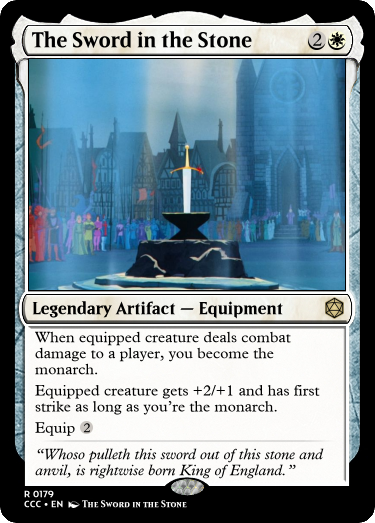 The Sword in the Stone 2
Legendary Artifact — Equipment
When equipped creature deals combat
damage to a player, you become the
monarch.
Equipped creature gets +2/+1 and has first
strike as long as you're the monarch.
Equip 2
“Whoso pulleth this sword out of this stone and
anvil, is rightwise born King of England.”
R 0179
CCC • EN The Sword in the Stone